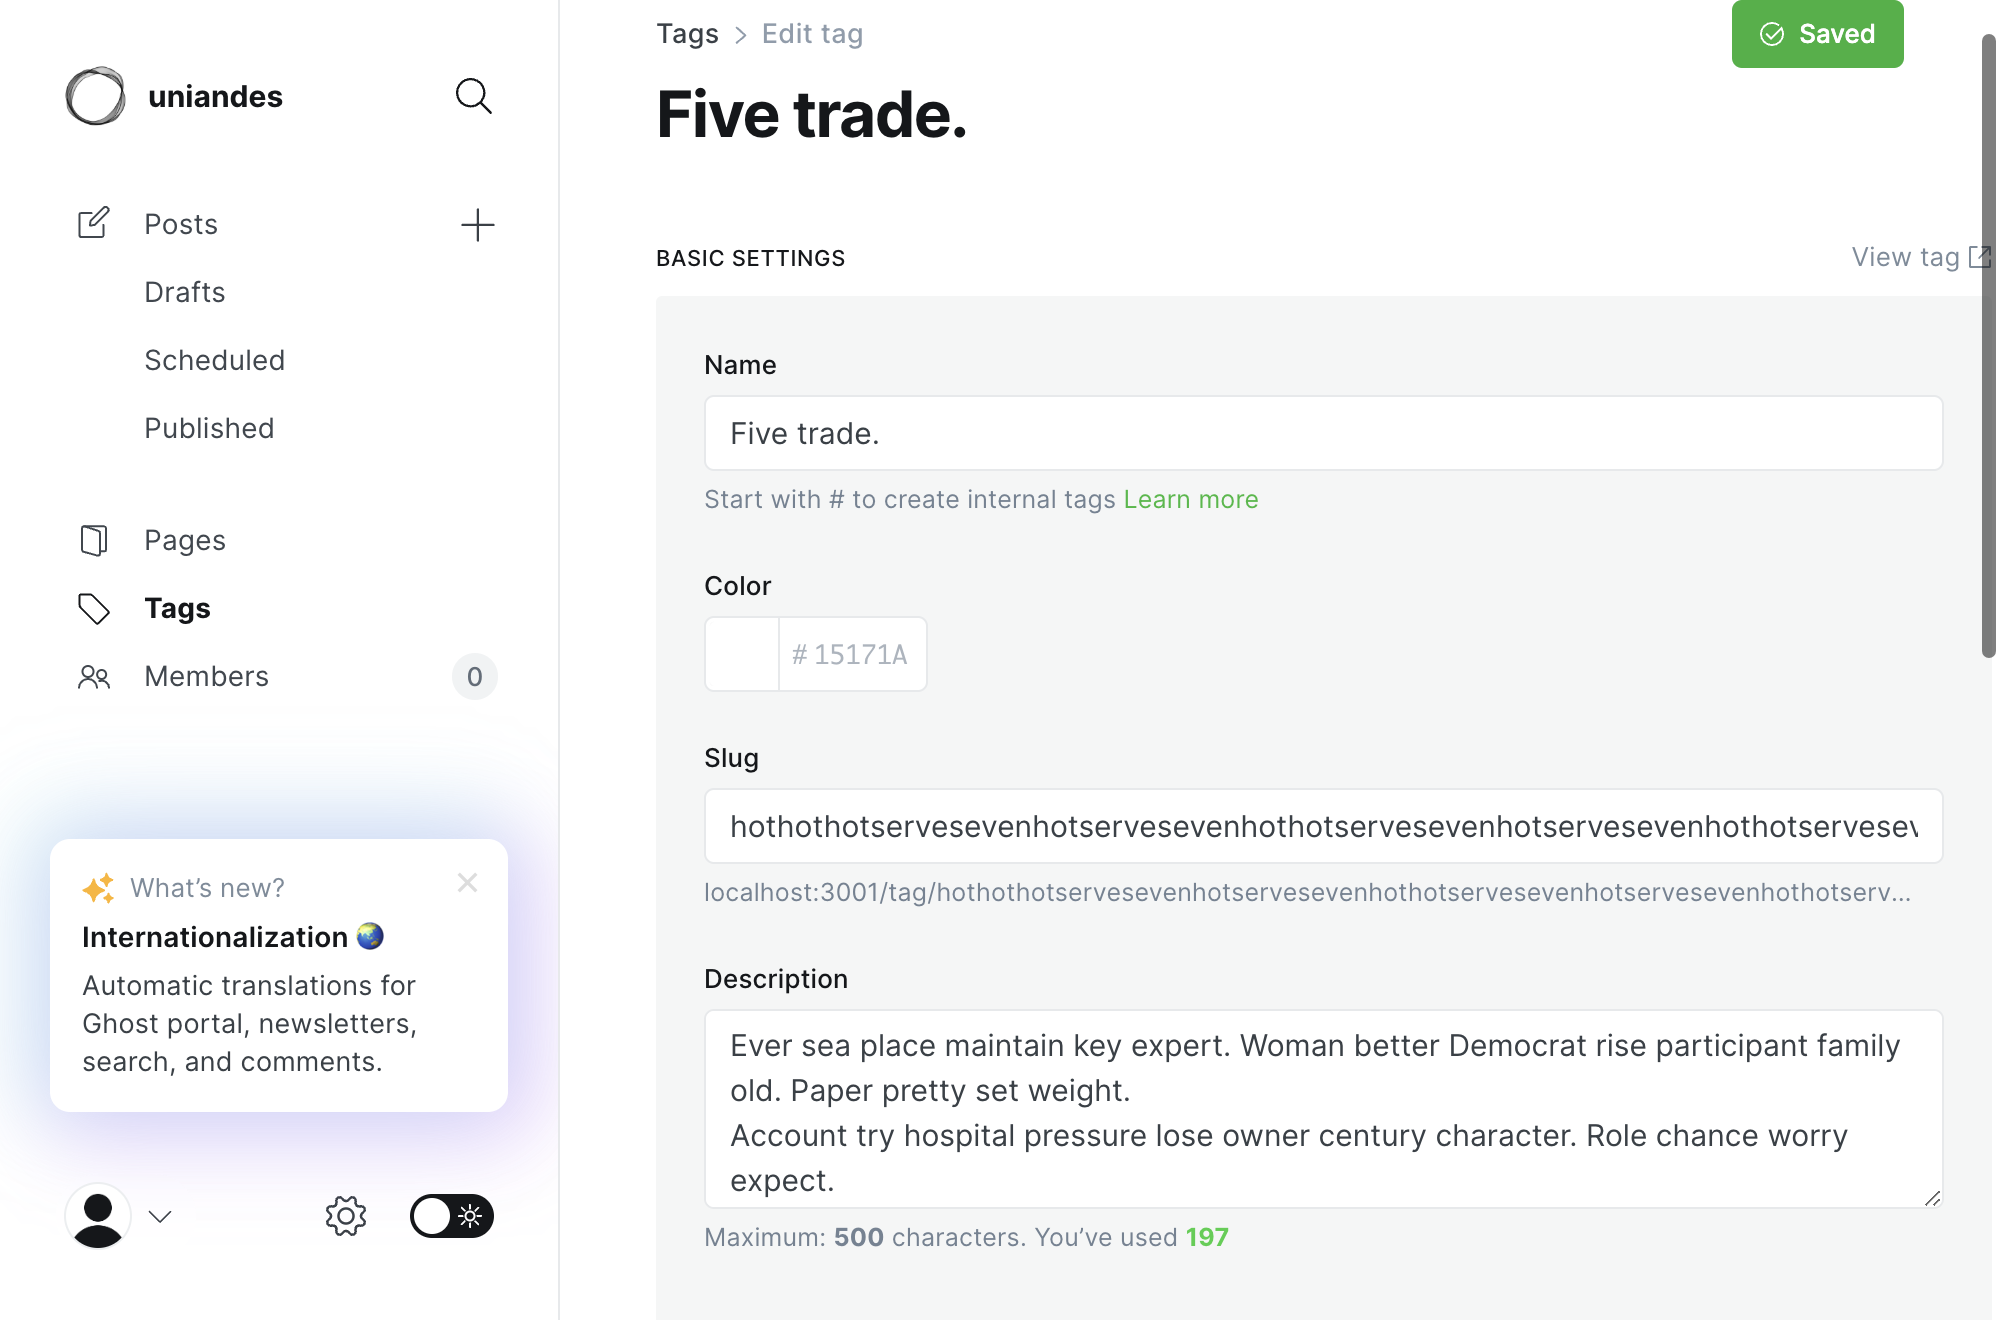 uniandes
Posts
Drafts
Scheduled
Published
Pages
Tags
Members
0
What's new?
Internationalization
Automatic translations for
Ghost portal, newsletters,
search, and comments.
Tags > Edit tag
Saved
Five trade.
BASIC SETTINGS
View tag
Name
Five trade.
Start with # to create internal tags Learn more
Color
# 15171A
Slug
hothothotservesevenhotservesevenhothotservesevenhotservesevenhothotservesev
localhost:3001/tag/hothothotservesevenhotservesevenhothotservesevenhotservesevenhothotserv...
Description
Ever sea place maintain key expert. Woman better Democrat rise participant family
old. Paper pretty set weight.
Account try hospital pressure lose owner century character. Role chance worry
expect.
Maximum: 500 characters. You've used 197